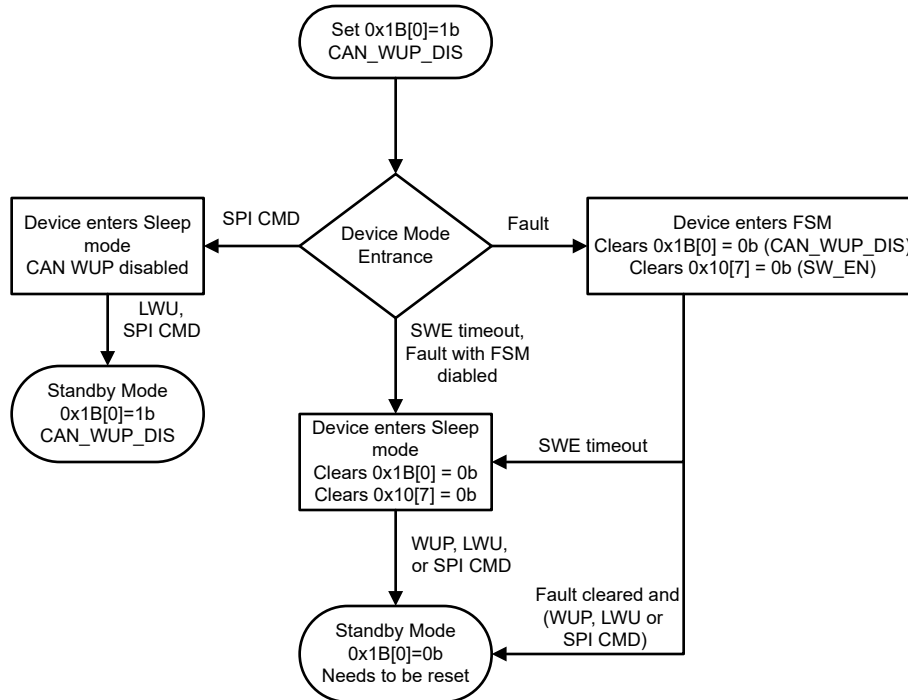 Set 0x1B[0]=1b
CAN_WUP_DIS
Device Mode
Entrance
SPI CMD
Fault
Device enters Sleep
mode
CAN WUP disabled
Device enters FSM
Clears 0x1B[0] = 0b (CAN_WUP_DIS)
Clears 0x10[7] = 0b (SW_EN)
LWU,
SPI CMD
SWE timeout,
Fault with FSM
diabled
Standby Mode
0x1B[0]=1b
CAN_WUP_DIS
Device enters Sleep
mode
Clears 0x1B[0] = 0b
Clears 0x10[7] = 0b
SWE timeout
WUP, LWU,
or SPI CMD
Fault cleared and
(WUP, LWU or
SPI CMD)
Standby Mode
0x1B[0]=0b
Needs to be reset